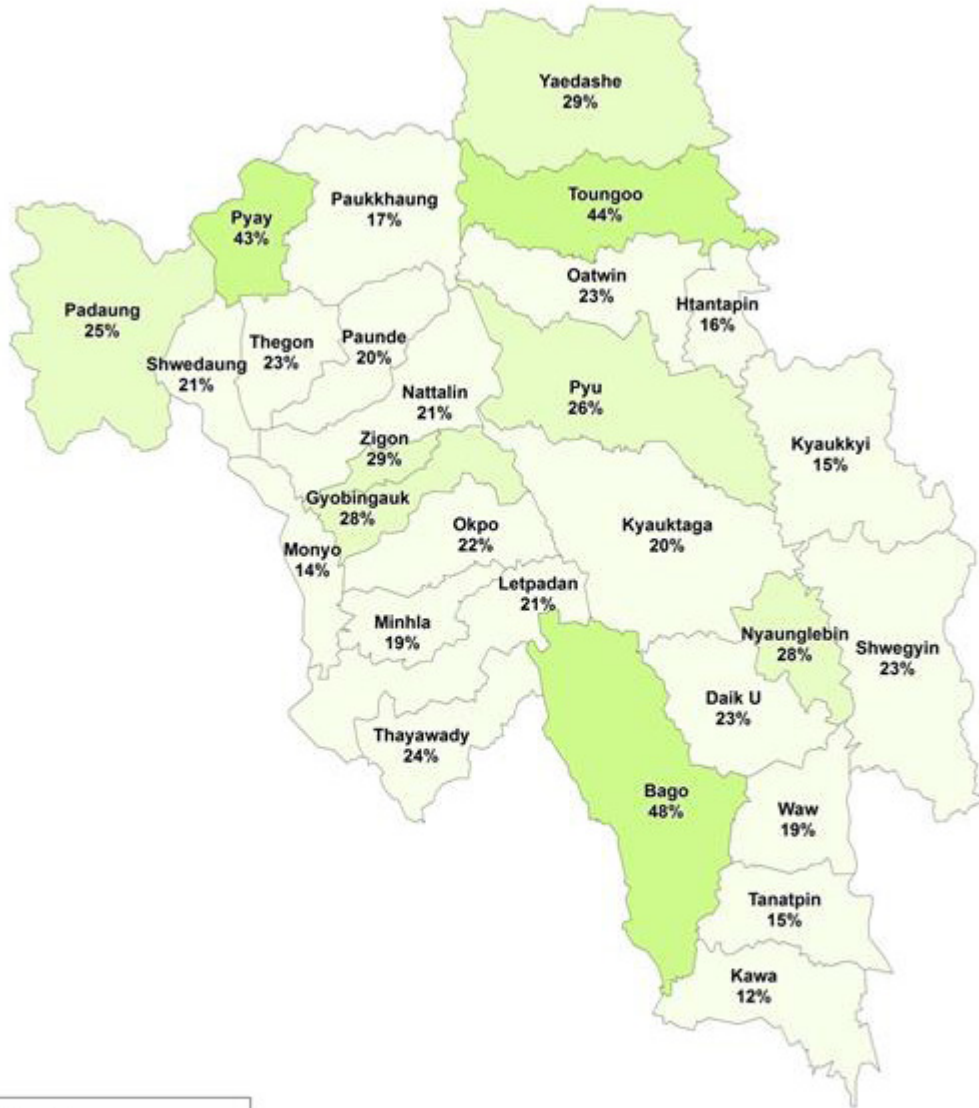 Yaedashe
29%
Toungoo
44%
Paukkhaung
17%
Pyay
43%
Oatwin
23%
Htantapin
16%
Padaung
25%
Shwedaung
21%
Thegon
23%
Paunde
20%
Nattalin
21%
Pyu
26%
Kyaukkyi
15%
Zigon
29%
Gyobingauk
28%
Okpo
22%
Kyauktaga
20%
Monyo
14%
Letpadan
21%
Minhla
19%
Nyaunglebin
28%
Shwegyin
23%
Daik U
23%
Thayawady
24%
Bago
48%
Waw
19%
Tanatpin
15%
Kawa
12%